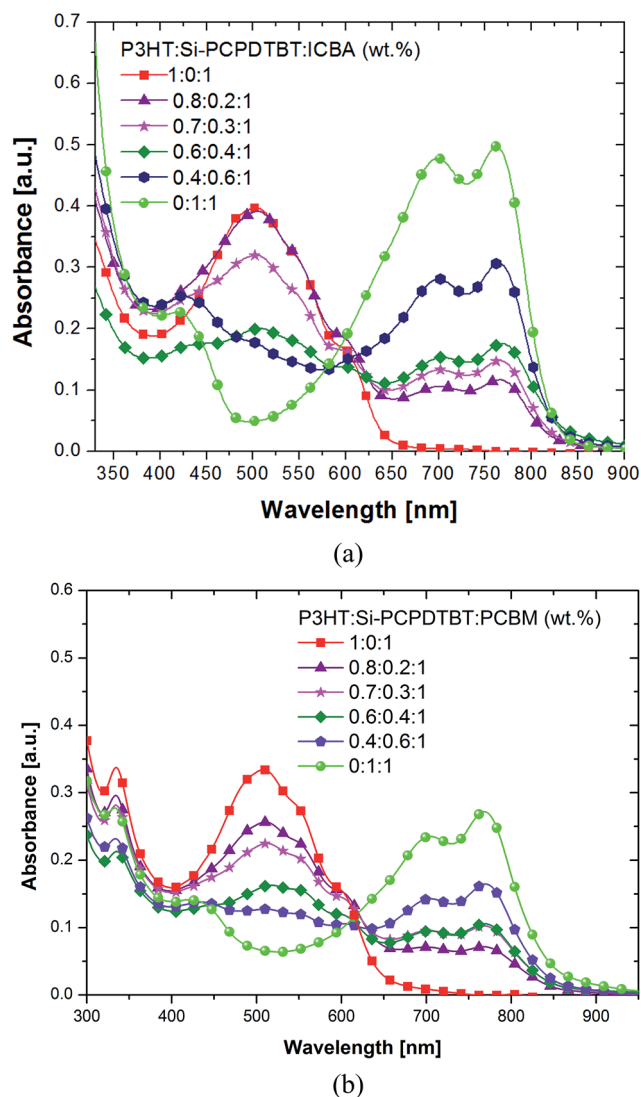 0.7
P3HT:Si-PCPDTBT:ICBA (wt.%)
1:0:1
0.8:0.2:1
0.7:0.3:1
0.6:0.4:1
0.4:0.6:1
0:1:1
0.6
0.5
0.4
0.3
0.2
0.1
0.0
Absorbance [a.u.]
350 400 450 500 550 600 650 700 750 800 850 900
Wavelength [nm]
(a)
0.6
P3HT:Si-PCPDTBT:PCBM (wt.%)
1:0:1
0.8:0.2:1
0.7:0.3:1
0.6:0.4:1
0.4:0.6:1
0:1:1
0.5
0.4
0.3
0.2
0.1
0.0
Absorbance [a.u.]
300 400 500 600 700 800 900
Wavelength [nm]
(b)